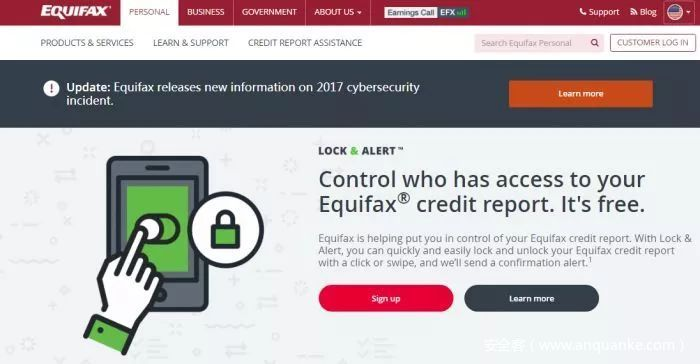 EQUIFAX® PERSONAL BUSINESS GOVERNMENT ABOUT US Earnings Call EFX Support Blog
PRODUCTS & SERVICES LEARN & SUPPORT CREDIT REPORT ASSISTANCE Search Equifax Personal CUSTOMER LOG IN
Update: Equifax releases new information on 2017 cybersecurity
incident.
Learn more
LOCK & ALERT™
Control who has access to your
Equifax® credit report. It's free.
Equifax is helping put you in control of your Equifax credit report. With Lock &
Alert, you can quickly and easily lock and unlock your Equifax credit report
with a click or swipe, and we'll send a confirmation alert.1
Sign up Learn more
安全客 ( www.anquanke.com )